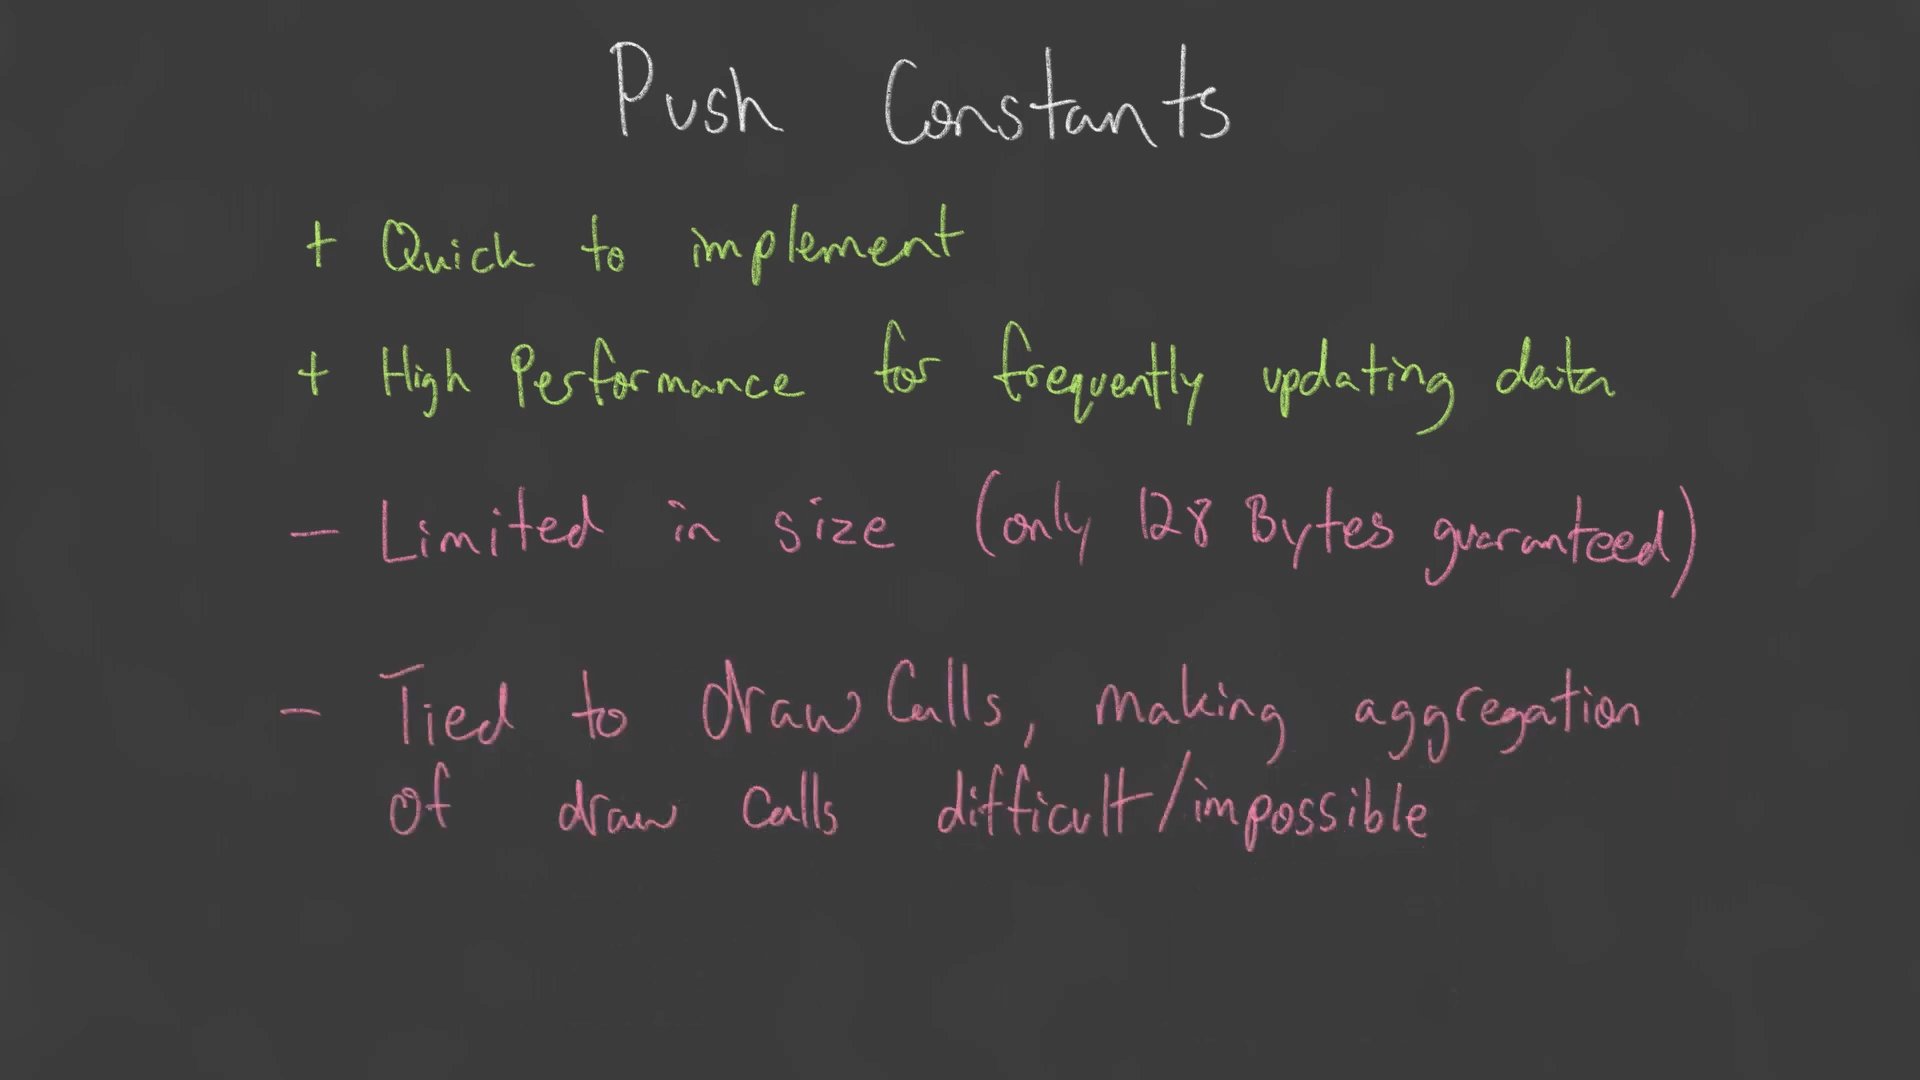 Push Constants
+ Quick to implement
+ High Performance for frequently updating data
- Limited in size (only 128 Bytes guaranteed)
- Tied to draw Calls, making aggregation
of draw calls difficult/impossible